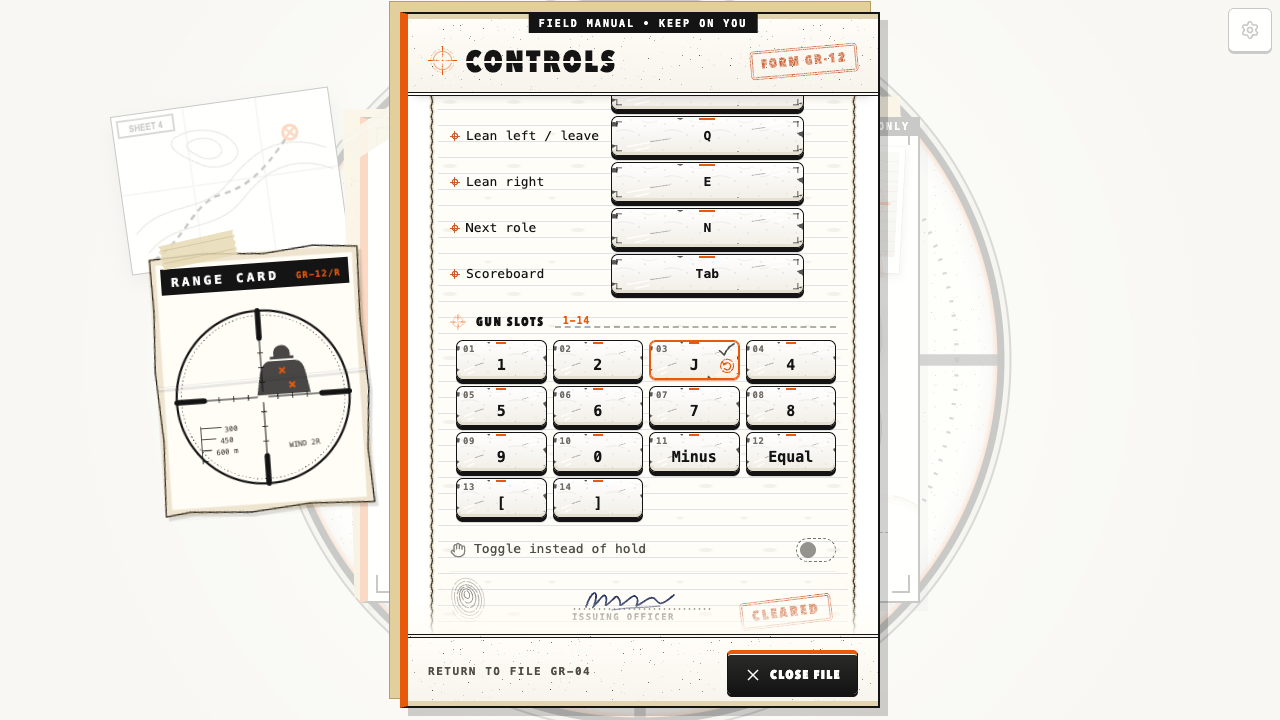 FIELD MANUAL • KEEP ON YOU
CONTROLS
FORM GR-12
SHEET 4
ONLY
Lean left / leave Q
Lean right E
Next role N
Scoreboard Tab
RANGE CARD GR-12/R
300
450
600 m
WIND 2R
GUN SLOTS 1-14
01 1
02 2
03 J
04 4
05 5
06 6
07 7
08 8
09 9
10 0
11 Minus
12 Equal
13 [
14 ]
Toggle instead of hold
ISSUING OFFICER
CLEARED
RETURN TO FILE GR-04
CLOSE FILE